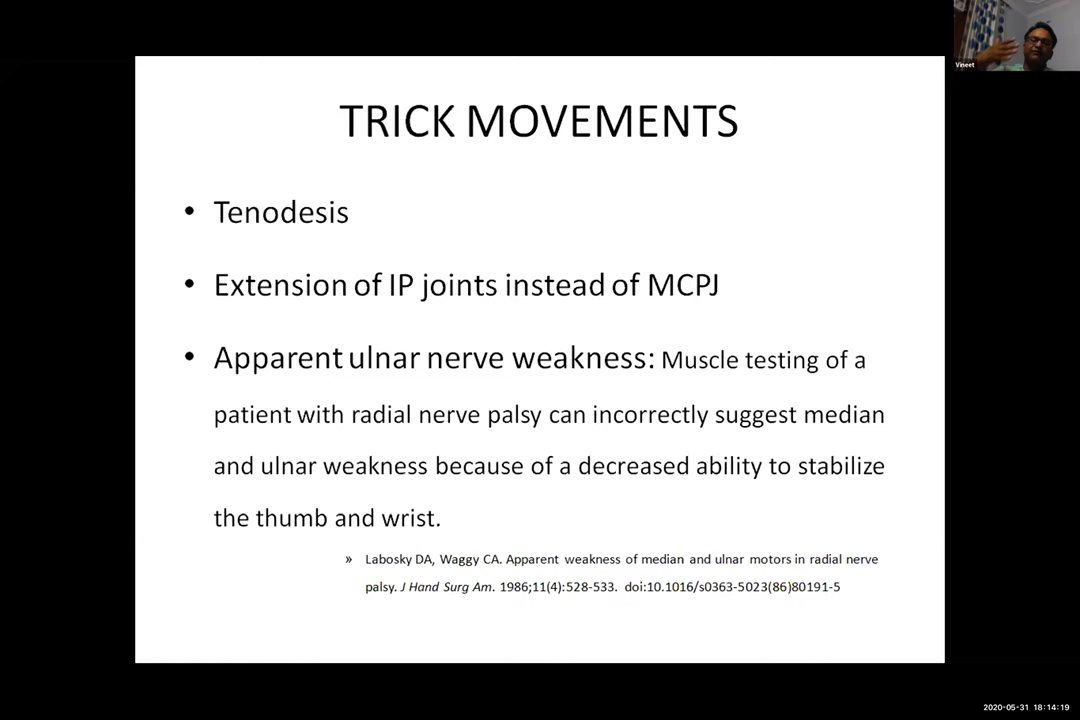 Vineet
TRICK MOVEMENTS
• Tenodesis
• Extension of IP joints instead of MCPJ
• Apparent ulnar nerve weakness: Muscle testing of a
patient with radial nerve palsy can incorrectly suggest median
and ulnar weakness because of a decreased ability to stabilize
the thumb and wrist.
» Labosky DA, Waggy CA. Apparent weakness of median and ulnar motors in radial nerve
palsy. J Hand Surg Am. 1986;11(4):528-533. doi:10.1016/s0363-5023(86)80191-5
2020-05-31 18:14:19